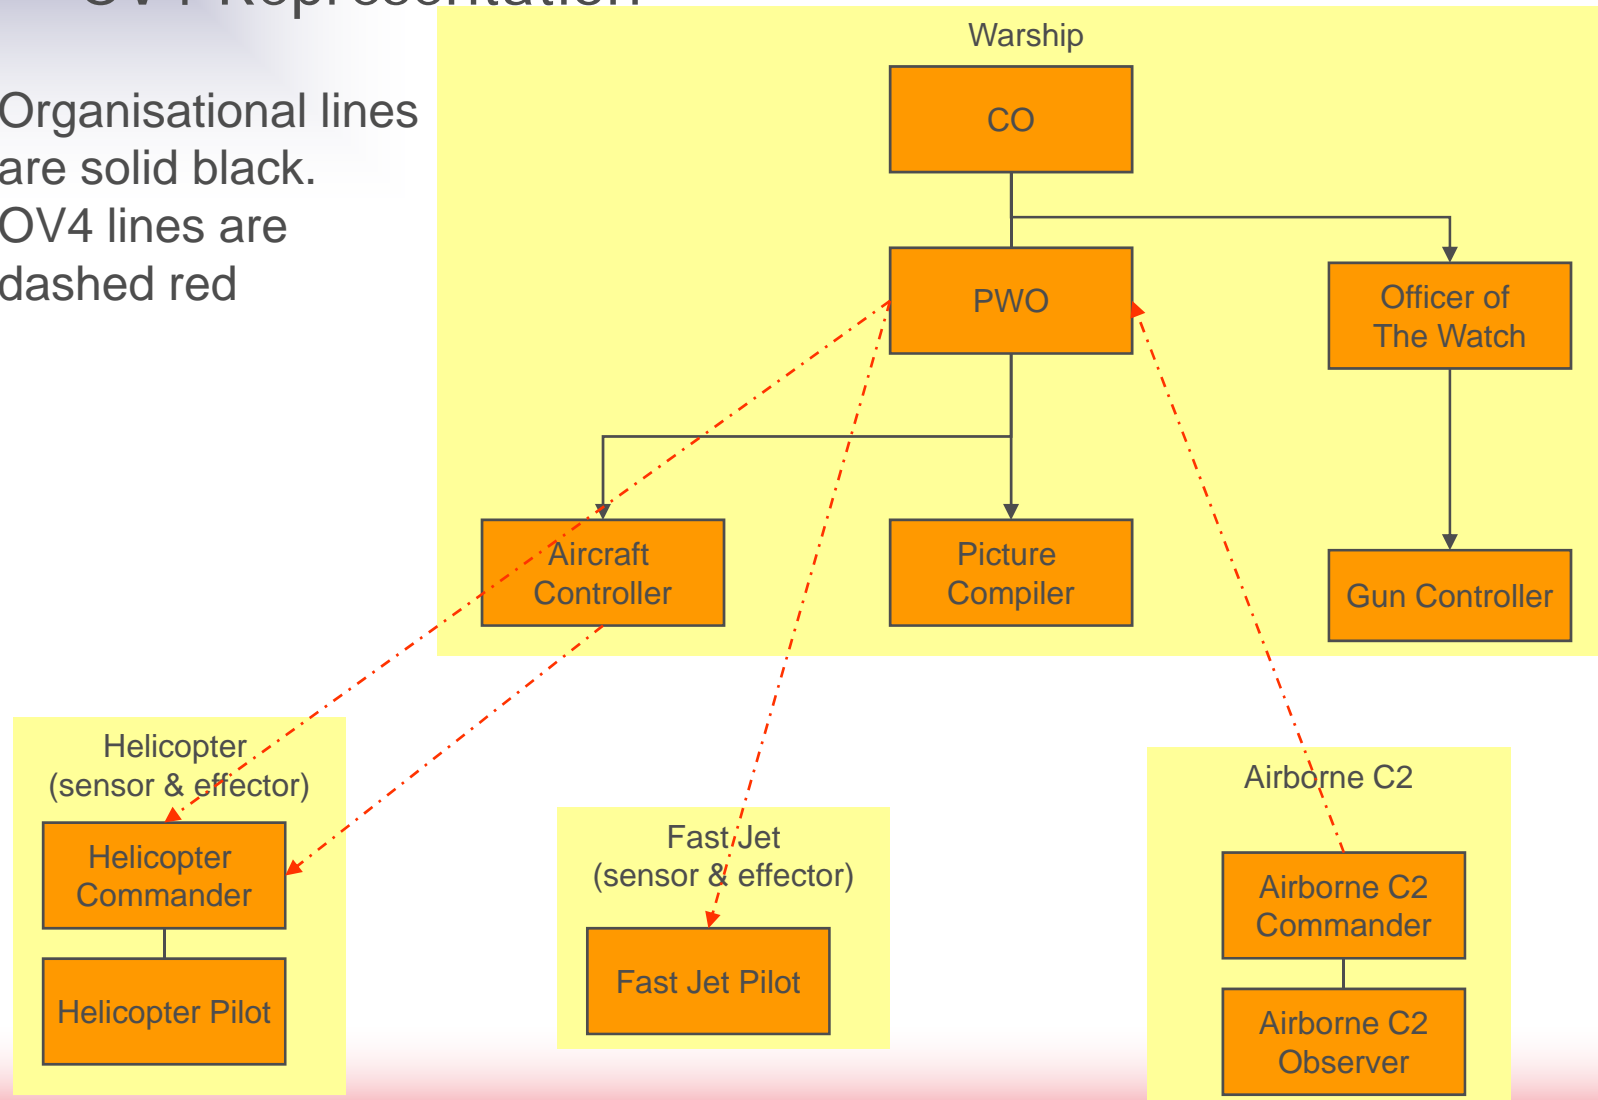 Representation
Organisational lines
are solid black.
OV4 lines are
dashed red
Warship
CO
PWO
Officer of
The Watch
Aircraft
Controller
Picture
Compiler
Gun Controller
Helicopter
(sensor & effector)
Helicopter
Commander
Helicopter Pilot
Fast Jet
(sensor & effector)
Fast Jet Pilot
Airborne C2
Airborne C2
Commander
Airborne C2
Observer